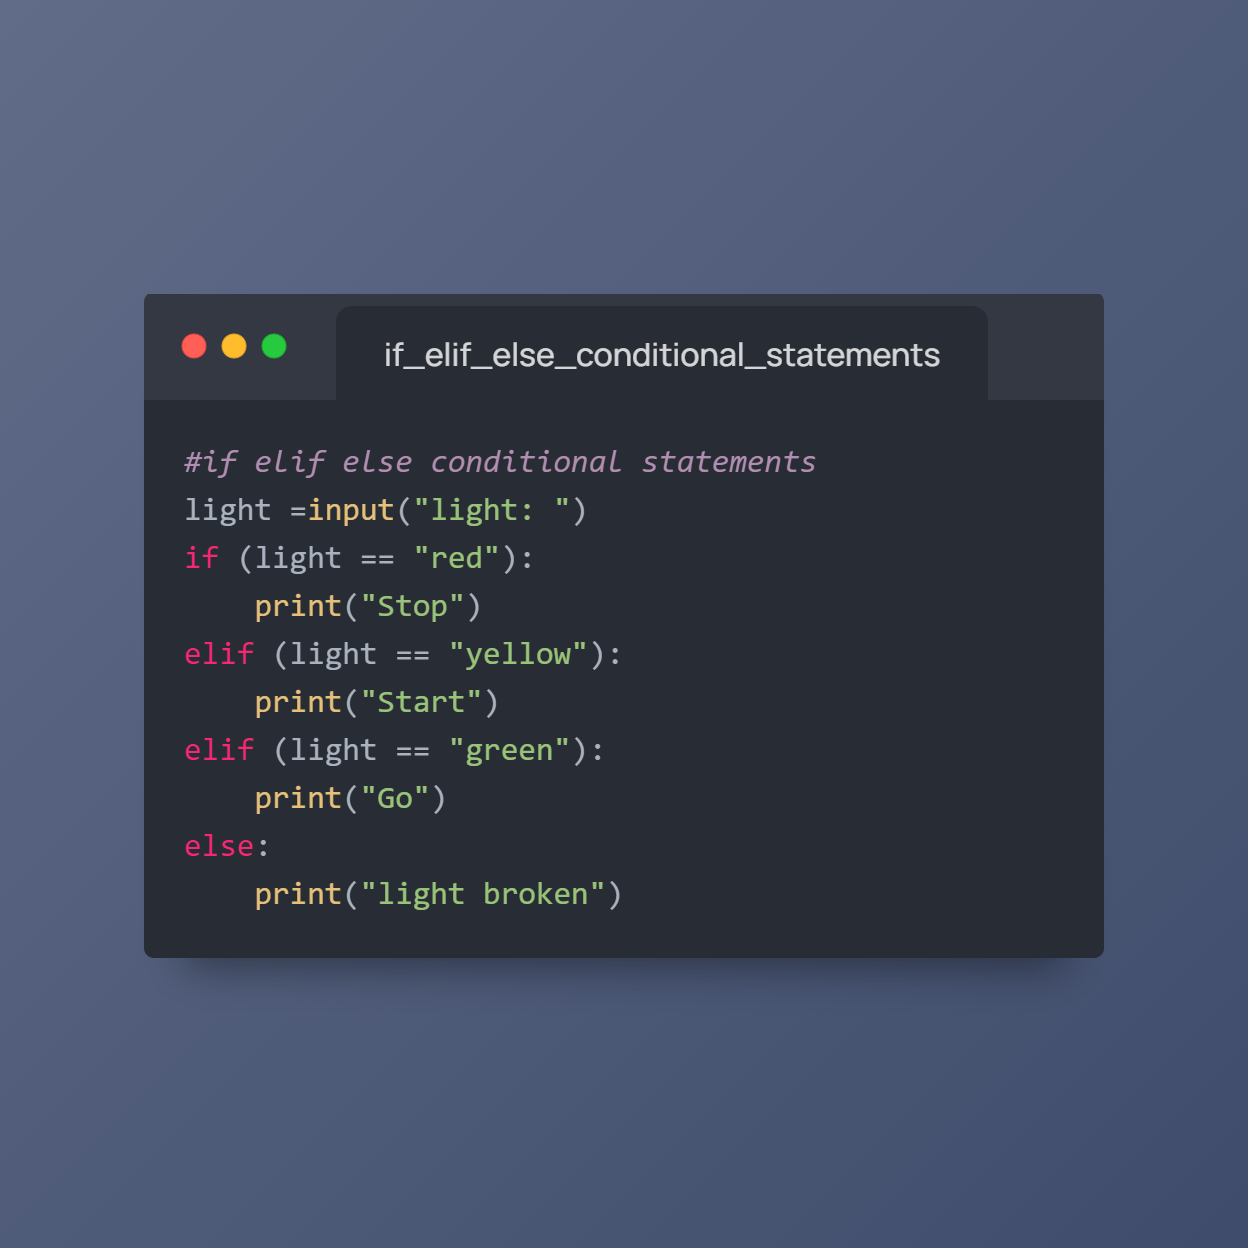 if_elif_else_conditional_statements
#if elif else conditional statements
light =input("light: ")
if (light == "red"):
    print("Stop")
elif (light == "yellow"):
    print("Start")
elif (light == "green"):
    print("Go")
else:
    print("light broken")